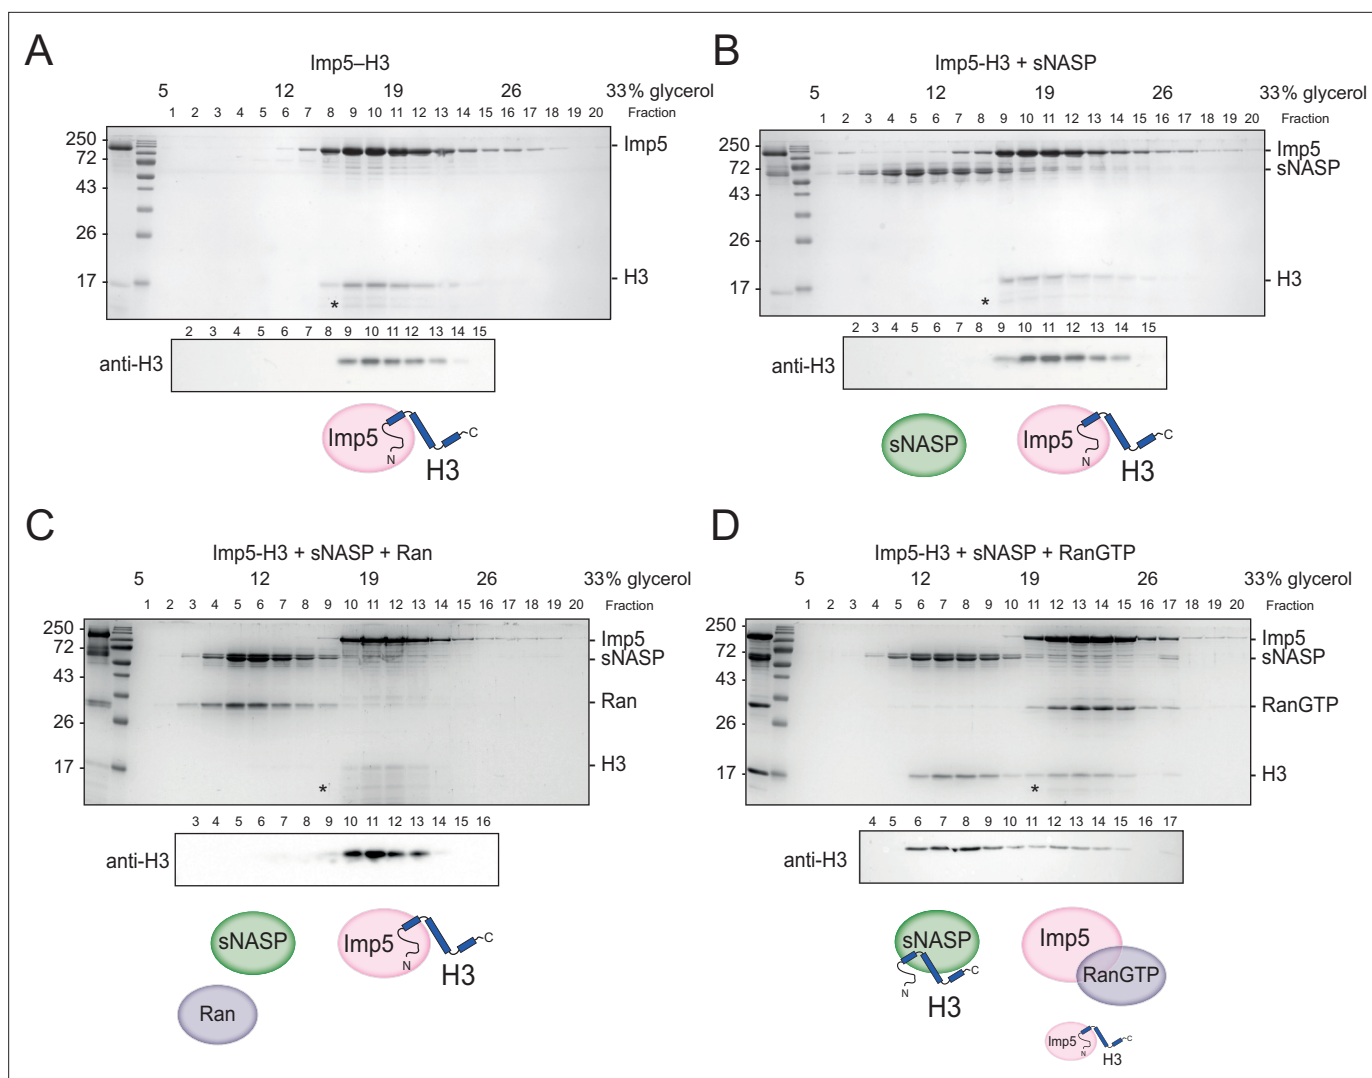 A
Imp5–H3
5 12 19 26 33% glycerol
1 2 3 4 5 6 7 8 9 10 11 12 13 14 15 16 17 18 19 20 Fraction
250
72
43
26
17
Imp5
H3
*
2 3 4 5 6 7 8 9 10 11 12 13 14 15
anti-H3
Imp5
N
C
H3
B
Imp5-H3 + sNASP
5 12 19 26 33% glycerol
1 2 3 4 5 6 7 8 9 10 11 12 13 14 15 16 17 18 19 20 Fraction
250
72
43
26
17
Imp5
sNASP
H3
*
2 3 4 5 6 7 8 9 10 11 12 13 14 15
anti-H3
sNASP
Imp5
N
C
H3
C
Imp5-H3 + sNASP + Ran
5 12 19 26 33% glycerol
1 2 3 4 5 6 7 8 9 10 11 12 13 14 15 16 17 18 19 20 Fraction
250
72
43
26
17
Imp5
sNASP
Ran
H3
*
3 4 5 6 7 8 9 10 11 12 13 14 15 16
anti-H3
sNASP
Ran
Imp5
N
C
H3
D
Imp5-H3 + sNASP + RanGTP
5 12 19 26 33% glycerol
1 2 3 4 5 6 7 8 9 10 11 12 13 14 15 16 17 18 19 20 Fraction
250
72
43
26
17
Imp5
sNASP
RanGTP
H3
*
4 5 6 7 8 9 10 11 12 13 14 15 16 17
anti-H3
sNASP
N
C
H3
Imp5
RanGTP
Imp5
N
C
H3